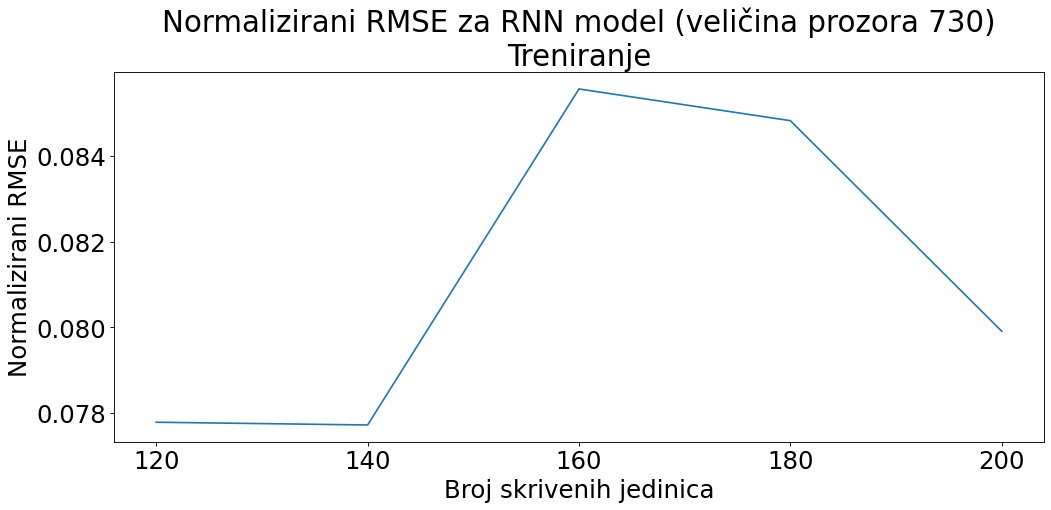 Normalizirani RMSE za RNN model (veličina prozora 730)
Treniranje
Normalizirani RMSE
0.084
0.082
0.080
0.078
120 140 160 180 200
Broj skrivenih jedinica